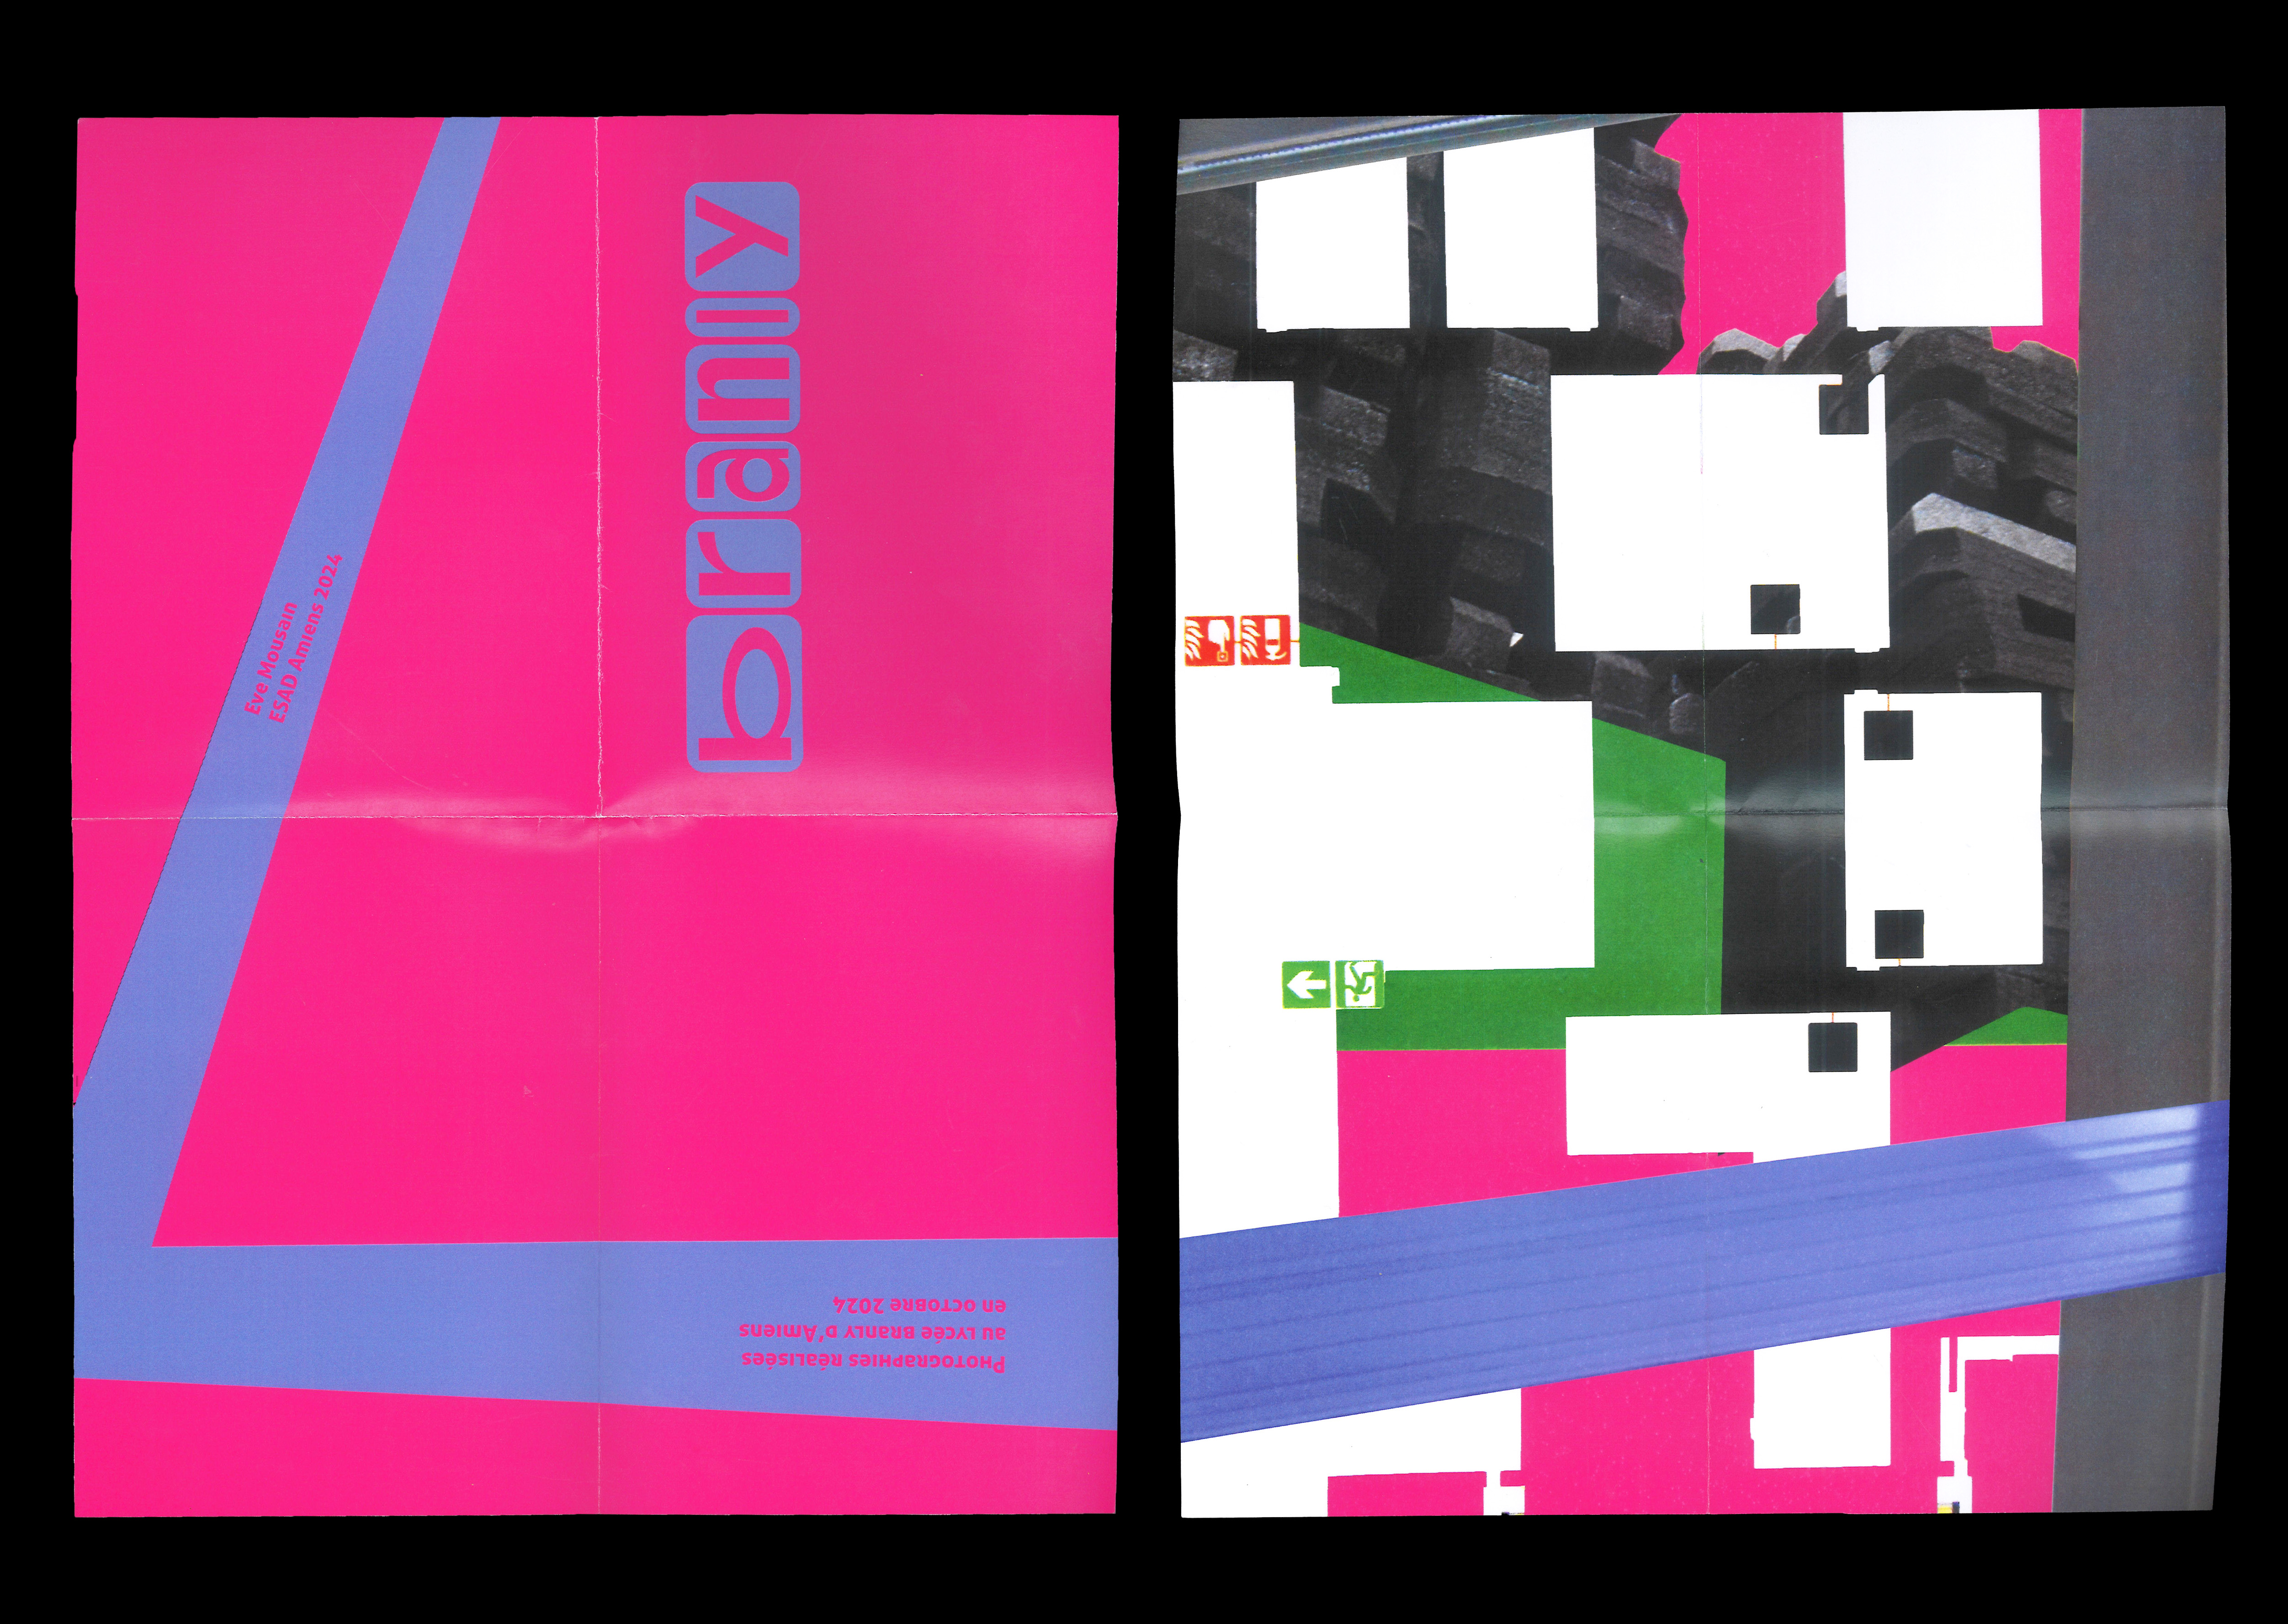 branly
Eve Mousain
ESAD Amiens 2024
Photographies réalisées
au lycée Branly d'Amiens
en octobre 2024